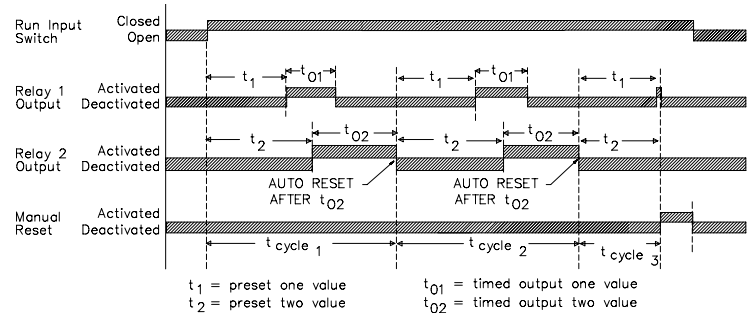 Run Input Switch Closed Open
t1 t01 t1 t01 t1
Relay 1 Output Activated Deactivated
t2 t02 t2 t02 t2
Relay 2 Output Activated Deactivated
AUTO RESET AFTER t02 AUTO RESET AFTER t02
Manual Reset Activated Deactivated
t cycle 1 t cycle 2 t cycle 3
t1 = preset one value t01 = timed output one value
t2 = preset two value t02 = timed output two value